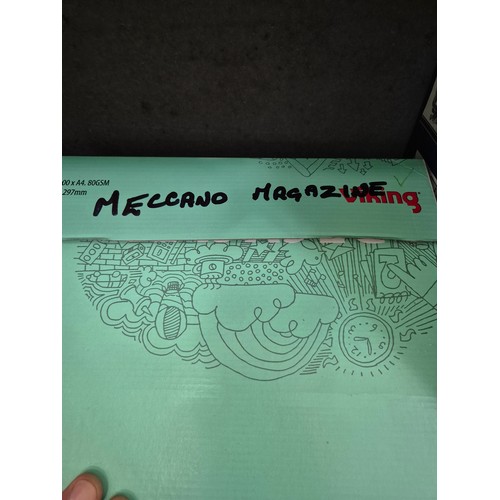 00 x A4. 80GSM
297mm
MECCANO MAGAZINE
viking